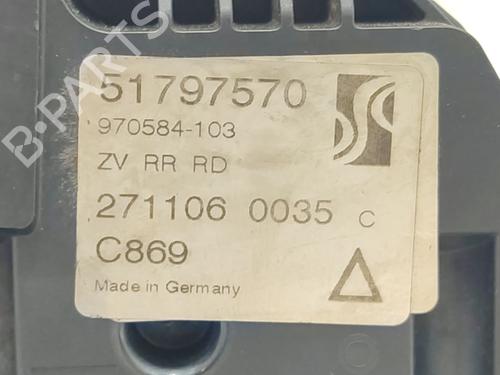 B-PARTS
51797570
970584-103
ZV RR RD
271106 0035 C
C869
Made in Germany